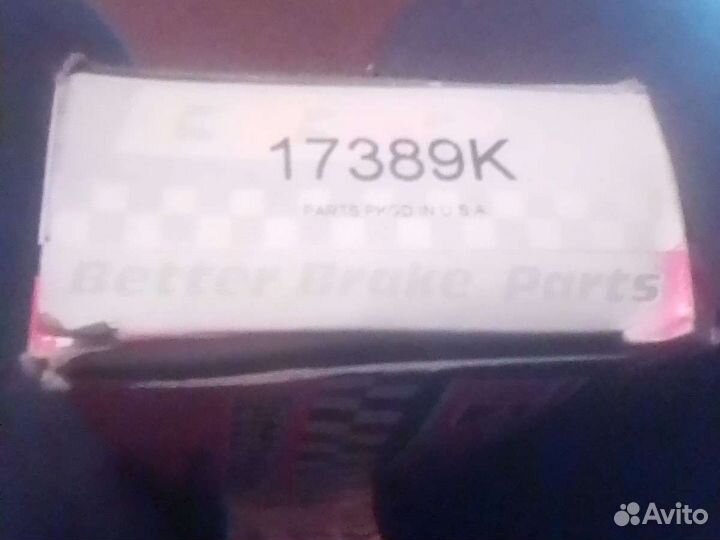 17389K
PARTS PKGD IN U.S.A.
Better Brake Parts
Avito